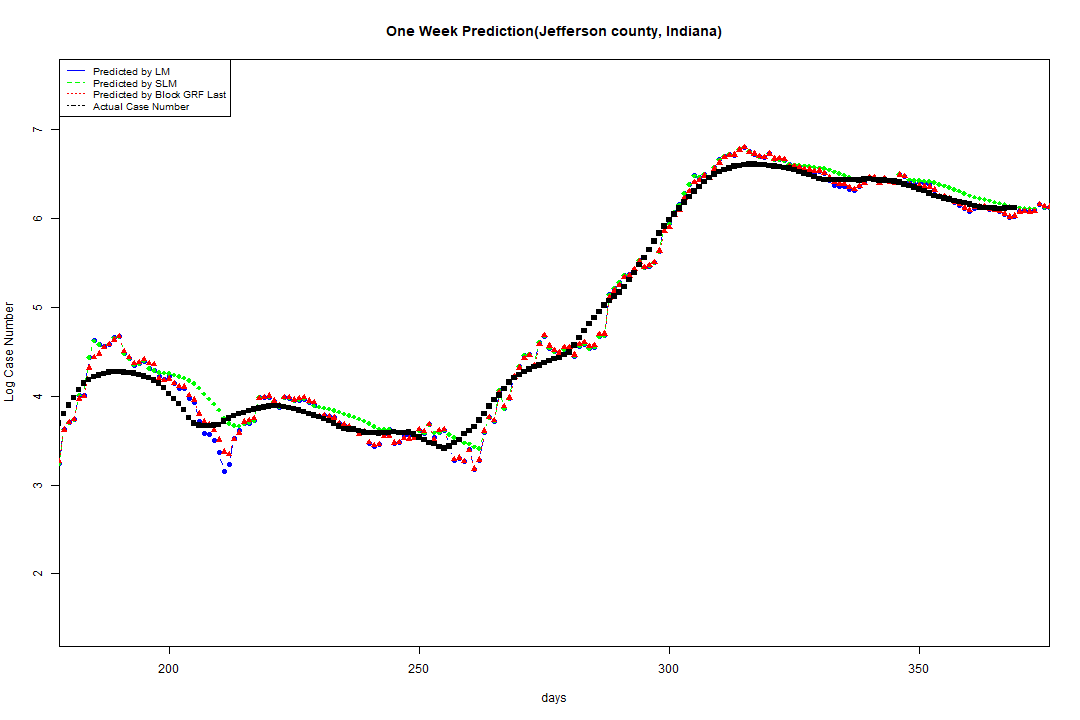 One Week Prediction(Jefferson county, Indiana)
Predicted by LM
Predicted by SLM
Predicted by Block GRF Last
Actual Case Number
Log Case Number
7
6
5
4
3
2
200 250 300 350
days